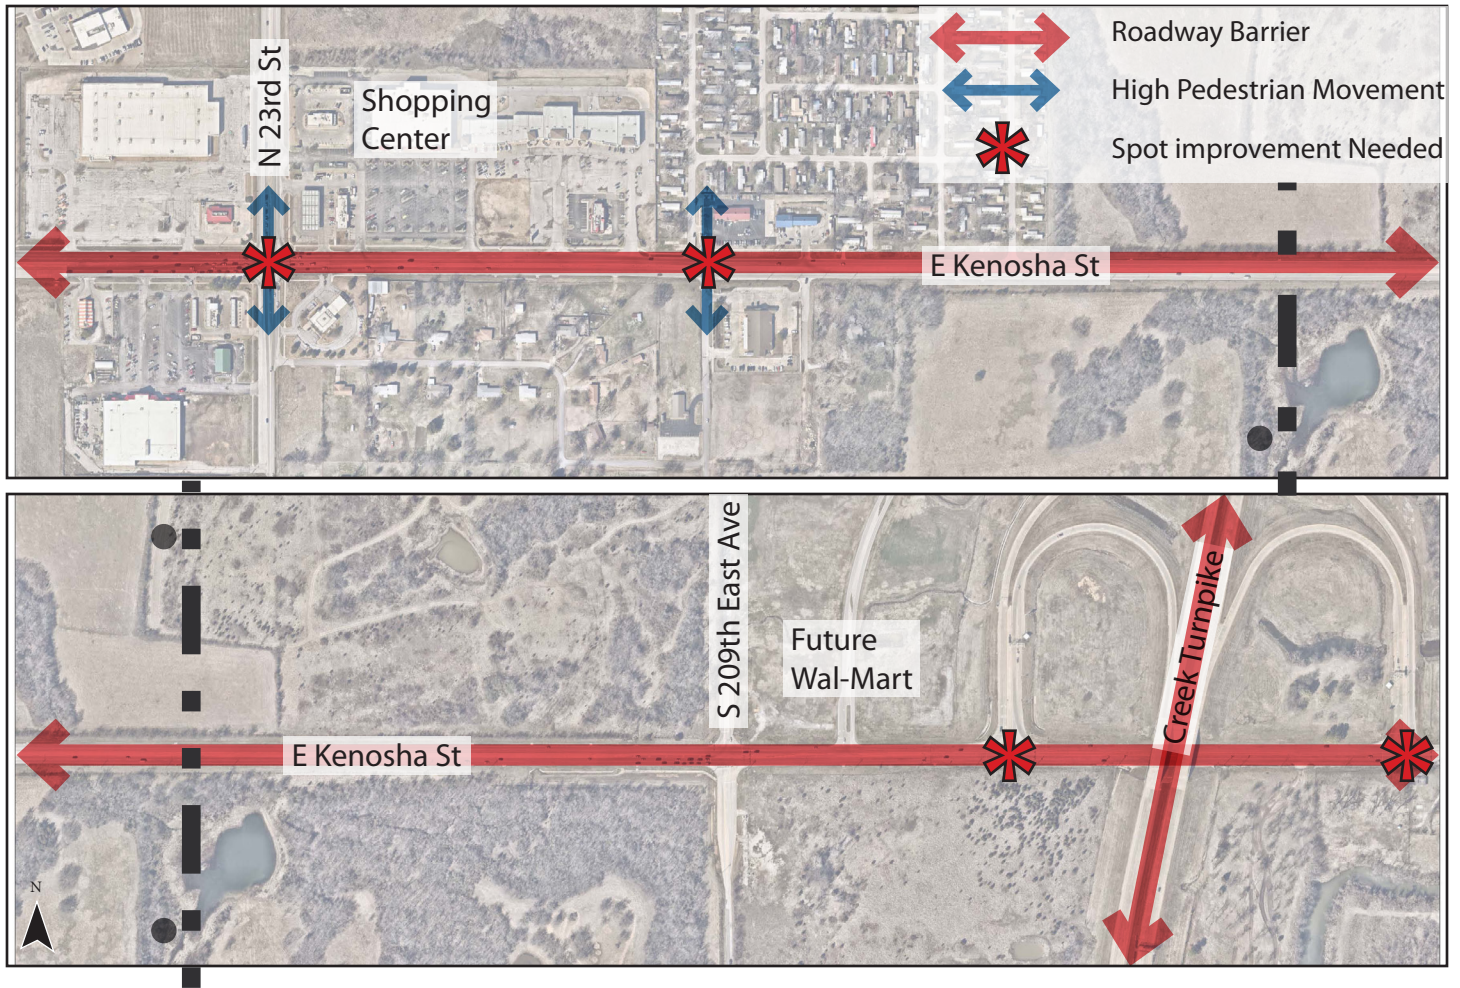 Roadway Barrier
High Pedestrian Movement
Spot improvement Needed
N 23rd St
Shopping
Center
E Kenosha St
S 209th East Ave
Future
Wal-Mart
Creek Turnpike
E Kenosha St
N